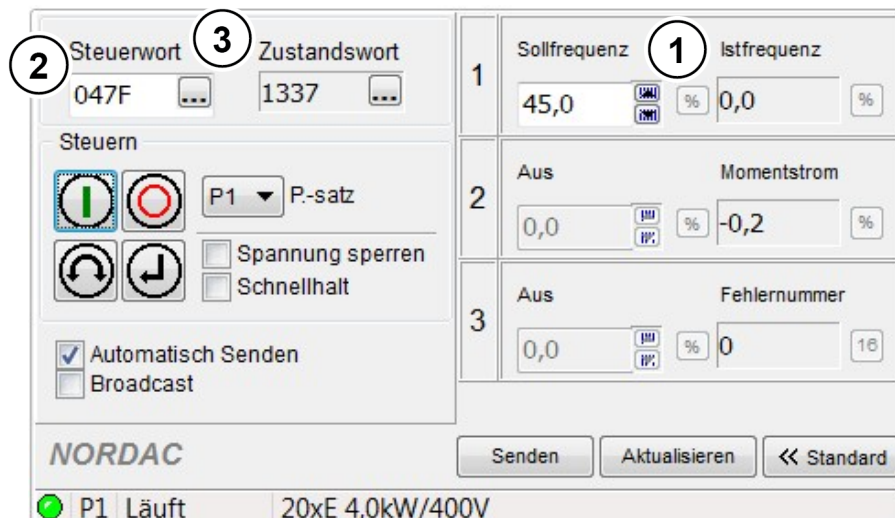 2 Steuerwort 3 Zustandswort
047F ... 1337 ...
Steuern
P1 P.-satz
Spannung sperren
Schnellhalt
Automatisch Senden
Broadcast
1 Sollfrequenz 1 Istfrequenz
45,0 % 0,0 %
2 Aus Momentstrom
0,0 % -0,2 %
3 Aus Fehlernummer
0,0 % 0 16
NORDAC Senden Aktualisieren << Standard
P1 Läuft 20xE 4.0kW/400V